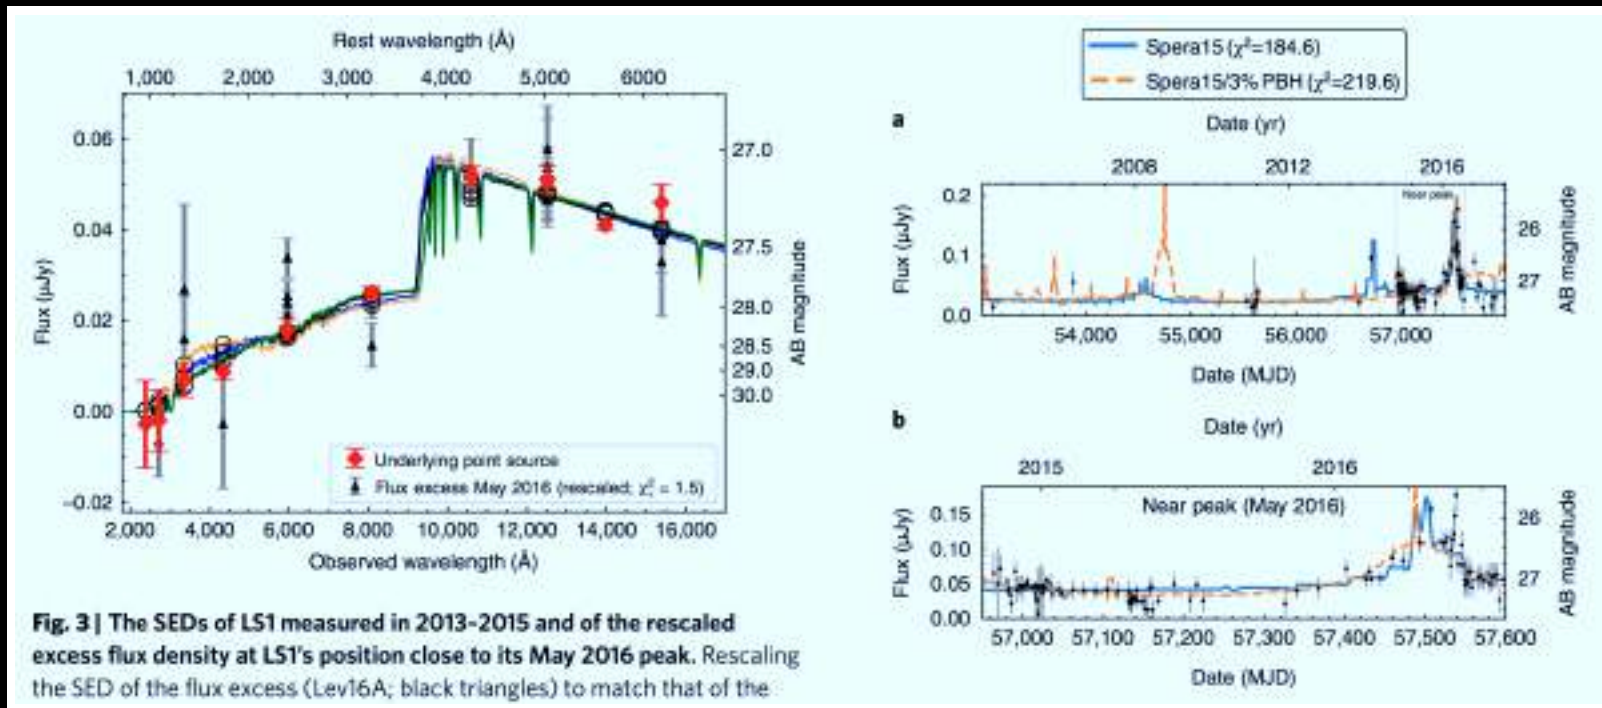 Rest wavelength (Å)
1,000 2,000 3,000 4,000 5,000 6000
0.06
0.04
0.02
0.00
−0.02
Flux (μJy)
27.0
27.5
28.0
28.5
29.0
30.0
AB magnitude
Underlying point source
Flux excess May 2016 (rescaled; χ²ᵥ = 1.5)
2,000 4,000 6,000 8,000 10,000 12,000 14,000 16,000
Observed wavelength (Å)
Fig. 3 | The SEDs of LS1 measured in 2013–2015 and of the rescaled
excess flux density at LS1's position close to its May 2016 peak. Rescaling
the SED of the flux excess (Lev16A; black triangles) to match that of the
Spera15 (χ²=184.6)
Spera15/3% PBH (χ²=219.6)
a
Date (yr)
2008 2012 2016
Near peak
0.2
0.1
0.0
Flux (μJy)
26
27
AB magnitude
54,000 55,000 56,000 57,000
Date (MJD)
b
Date (yr)
2015 2016
Near peak (May 2016)
0.15
0.10
0.05
0.00
Flux (μJy)
26
27
AB magnitude
57,000 57,100 57,200 57,300 57,400 57,500 57,600
Date (MJD)